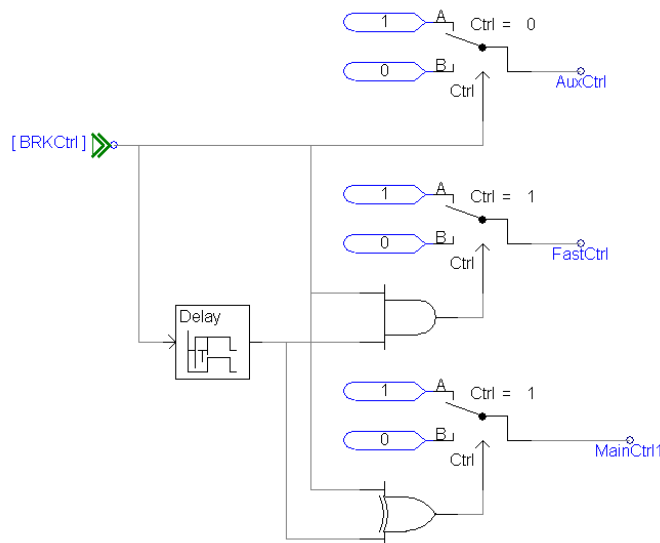 1
A
Ctrl = 0
0
B
Ctrl
AuxCtrl
[ BRKCtrl ]
1
A
Ctrl = 1
0
B
Ctrl
FastCtrl
Delay
T
1
A
Ctrl = 1
0
B
Ctrl
MainCtrl1